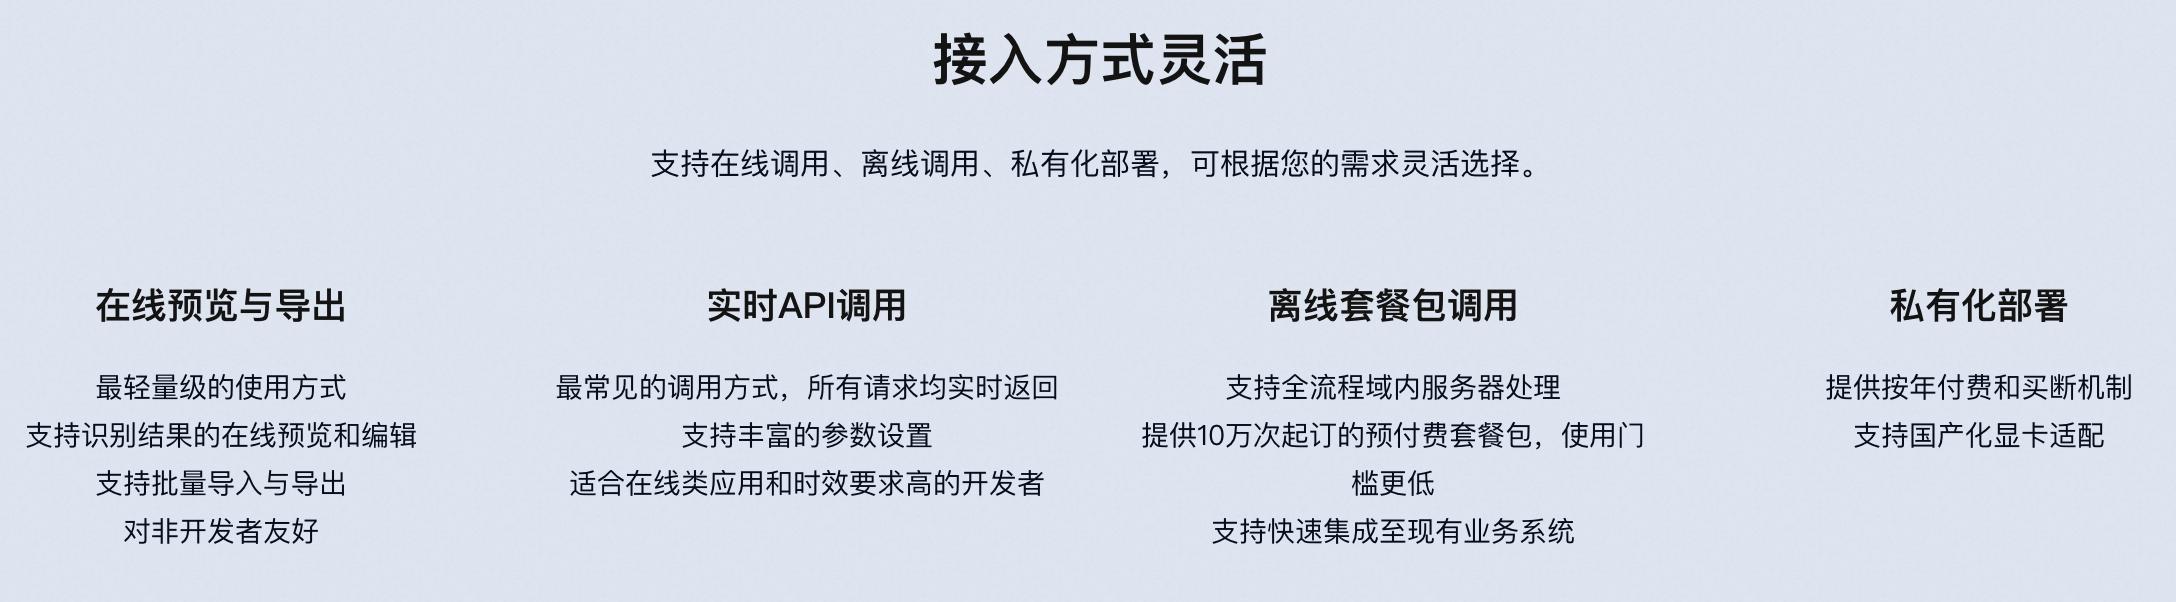 接入方式灵活
支持在线调用、离线调用、私有化部署，可根据您的需求灵活选择。
在线预览与导出
最轻量级的使用方式
支持识别结果的在线预览和编辑
支持批量导入与导出
对非开发者友好
实时API调用
最常见的调用方式，所有请求均实时返回
支持丰富的参数设置
适合在线类应用和时效要求高的开发者
离线套餐包调用
支持全流程域内服务器处理
提供10万次起订的预付费套餐包，使用门
槛更低
支持快速集成至现有业务系统
私有化部署
提供按年付费和买断机制
支持国产化显卡适配